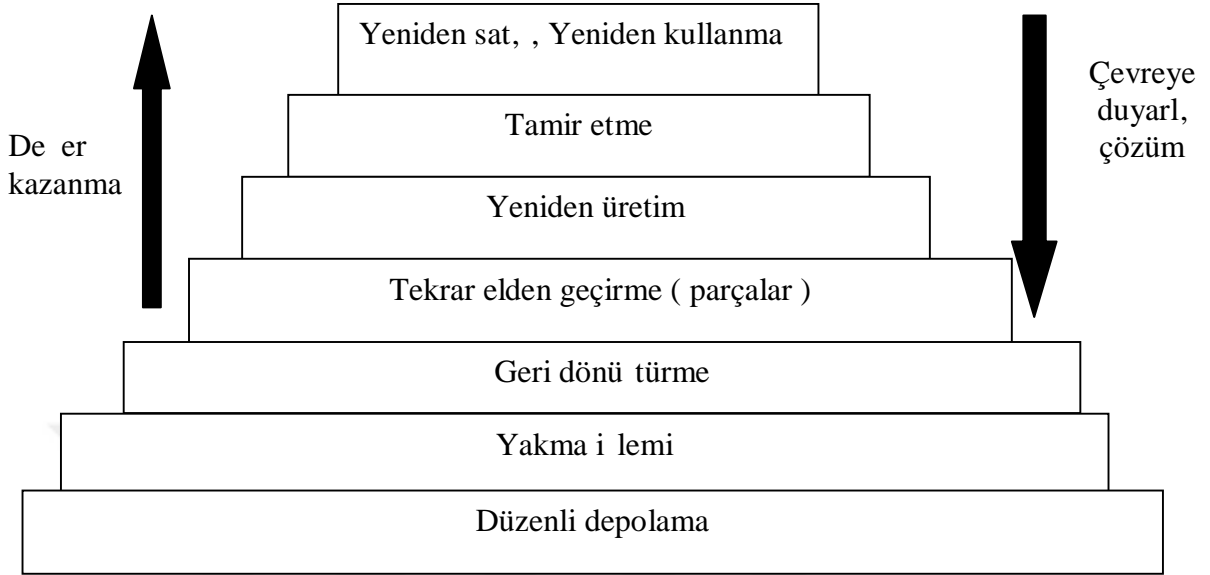 Yeniden sat, , Yeniden kullanma
Tamir etme
Yeniden üretim
Tekrar elden geçirme ( parçalar )
Geri dönü türme
Yakma i lemi
Düzenli depolama
De er
kazanma
Çevreye
duyarl,
çözüm